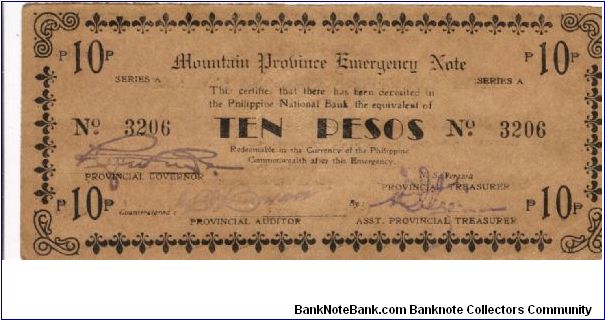 P 10 P Mountain Province Emergency Note P 10 P
SERIES A SERIES A
This certifies that there has been deposited in
the Philippine National Bank the equivalent of
No 3206 TEN PESOS No 3206
Redeemable in the Currency of the Philippine
Commonwealth after this Emergency.
PROVINCIAL GOVERNOR PROVINCIAL TREASURER
P 10 P Countersigned: By: P 10 P
PROVINCIAL AUDITOR ASST. PROVINCIAL TREASURER
BankNoteBank.com Banknote Collectors Community